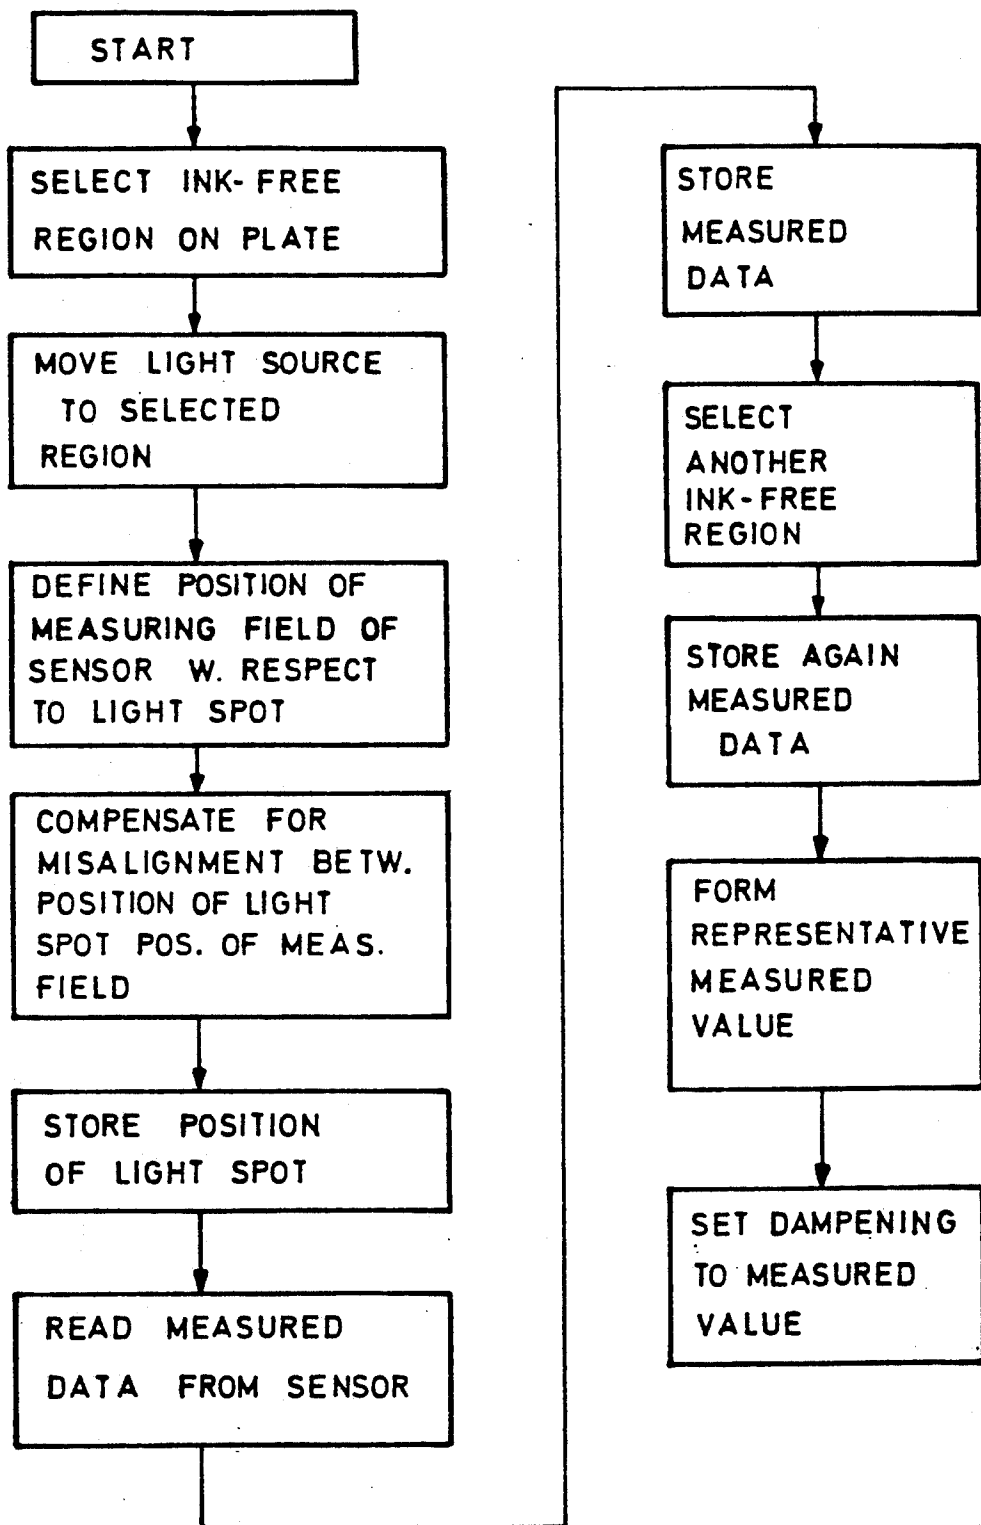 START
SELECT INK-FREE
REGION ON PLATE
MOVE LIGHT SOURCE
TO SELECTED
REGION
DEFINE POSITION OF
MEASURING FIELD OF
SENSOR W. RESPECT
TO LIGHT SPOT
COMPENSATE FOR
MISALIGNMENT BETW.
POSITION OF LIGHT
SPOT POS. OF MEAS.
FIELD
STORE POSITION
OF LIGHT SPOT
READ MEASURED
DATA FROM SENSOR
STORE
MEASURED
DATA
SELECT
ANOTHER
INK-FREE
REGION
STORE AGAIN
MEASURED
DATA
FORM
REPRESENTATIVE
MEASURED
VALUE
SET DAMPENING
TO MEASURED
VALUE